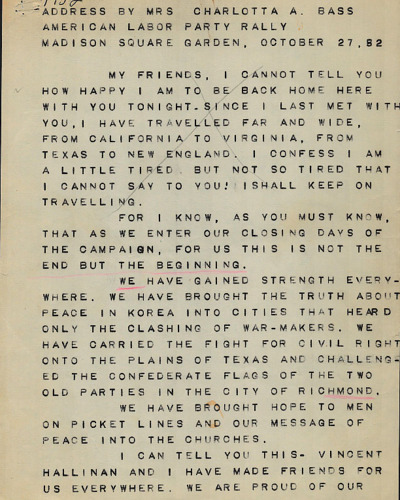 ADDRESS BY MRS CHARLOTTA A. BASS
AMERICAN LABOR PARTY RALLY
MADISON SQUARE GARDEN, OCTOBER 27, 52
MY FRIENDS, I CANNOT TELL YOU
HOW HAPPY I AM TO BE BACK HOME HERE
WITH YOU TONIGHT. SINCE I LAST MET WITH
YOU, I HAVE TRAVELLED FAR AND WIDE,
FROM CALIFORNIA TO VIRGINIA, FROM
TEXAS TO NEW ENGLAND. I CONFESS I AM
A LITTLE TIRED BUT NOT SO TIRED THAT
I CANNOT SAY TO YOU! ISHALL KEEP ON
TRAVELLING.
FOR I KNOW, AS YOU MUST KNOW,
THAT AS WE ENTER OUR CLOSING DAYS OF
THE CAMPAIGN, FOR US THIS IS NOT THE
END BUT THE BEGINNING.
WE HAVE GAINED STRENGTH EVERY-
WHERE. WE HAVE BROUGHT THE TRUTH ABOUT
PEACE IN KOREA INTO CITIES THAT HEARD
ONLY THE CLASHING OF WAR-MAKERS. WE
HAVE CARRIED THE FIGHT FOR CIVIL RIGHT
ONTO THE PLAINS OF TEXAS AND CHALLENG-
ED THE CONFEDERATE FLAGS OF THE TWO
OLD PARTIES IN THE CITY OF RICHMOND.
WE HAVE BROUGHT HOPE TO MEN
ON PICKET LINES AND OUR MESSAGE OF
PEACE INTO THE CHURCHES.
I CAN TELL YOU THIS- VINCENT
HALLINAN AND I HAVE MADE FRIENDS FOR
US EVERYWHERE. WE ARE PROUD OF OUR